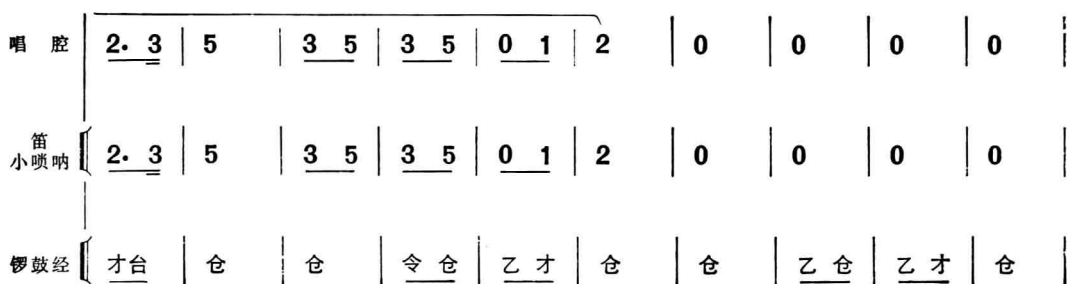 唱 腔 2. 3 | 5 | 3 5 | 3 5 | 0 1 | 2 | 0 | 0 | 0 | 0 |
笛
小唢呐 2. 3 | 5 | 3 5 | 3 5 | 0 1 | 2 | 0 | 0 | 0 | 0 |
锣鼓经 才台 | 仓 | 仓 | 令 仓 | 乙 才 | 仓 | 仓 | 乙 仓 | 乙 才 | 仓 |